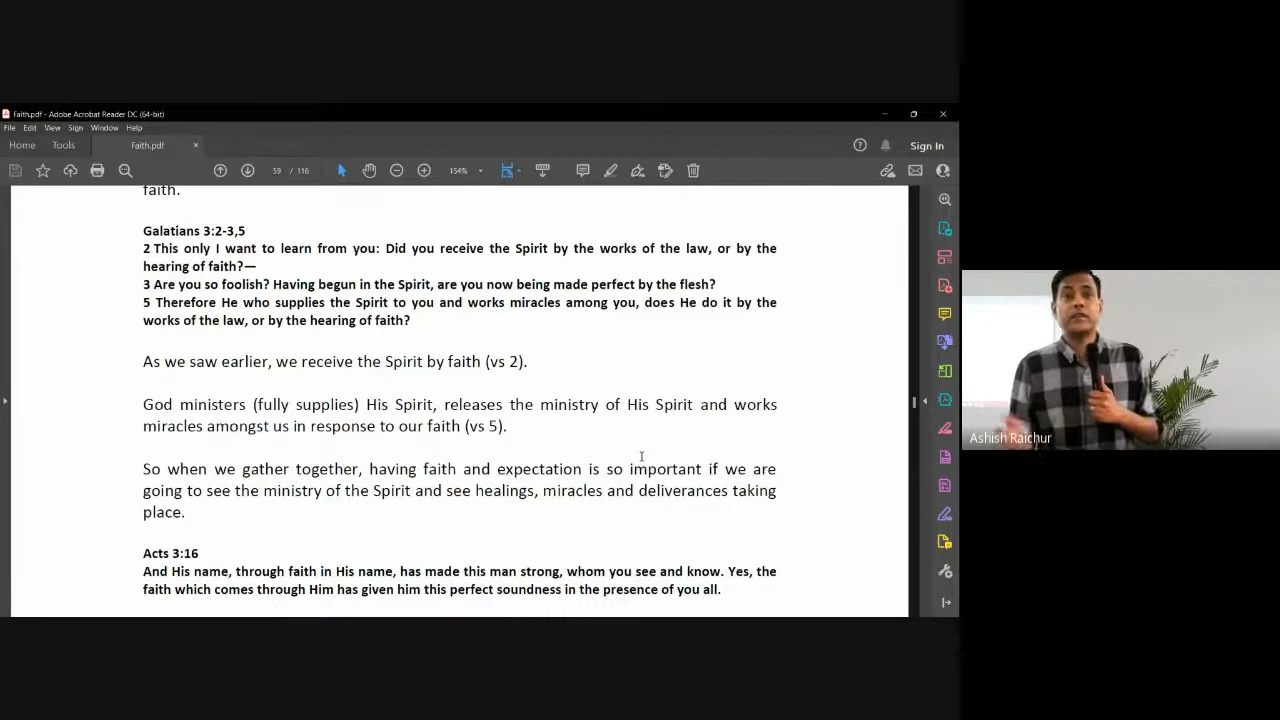 Faith.pdf - Adobe Acrobat Reader DC (64-bit)
File Edit View Sign Window Help
Home Tools Faith.pdf × Sign In
59 / 116 154%
faith.
Galatians 3:2-3,5
2 This only I want to learn from you: Did you receive the Spirit by the works of the law, or by the
hearing of faith?—
3 Are you so foolish? Having begun in the Spirit, are you now being made perfect by the flesh?
5 Therefore He who supplies the Spirit to you and works miracles among you, does He do it by the
works of the law, or by the hearing of faith?
As we saw earlier, we receive the Spirit by faith (vs 2).
God ministers (fully supplies) His Spirit, releases the ministry of His Spirit and works
miracles amongst us in response to our faith (vs 5).
So when we gather together, having faith and expectation is so important if we are
going to see the ministry of the Spirit and see healings, miracles and deliverances taking
place.
Acts 3:16
And His name, through faith in His name, has made this man strong, whom you see and know. Yes, the
faith which comes through Him has given him this perfect soundness in the presence of you all.
Ashish Raichur